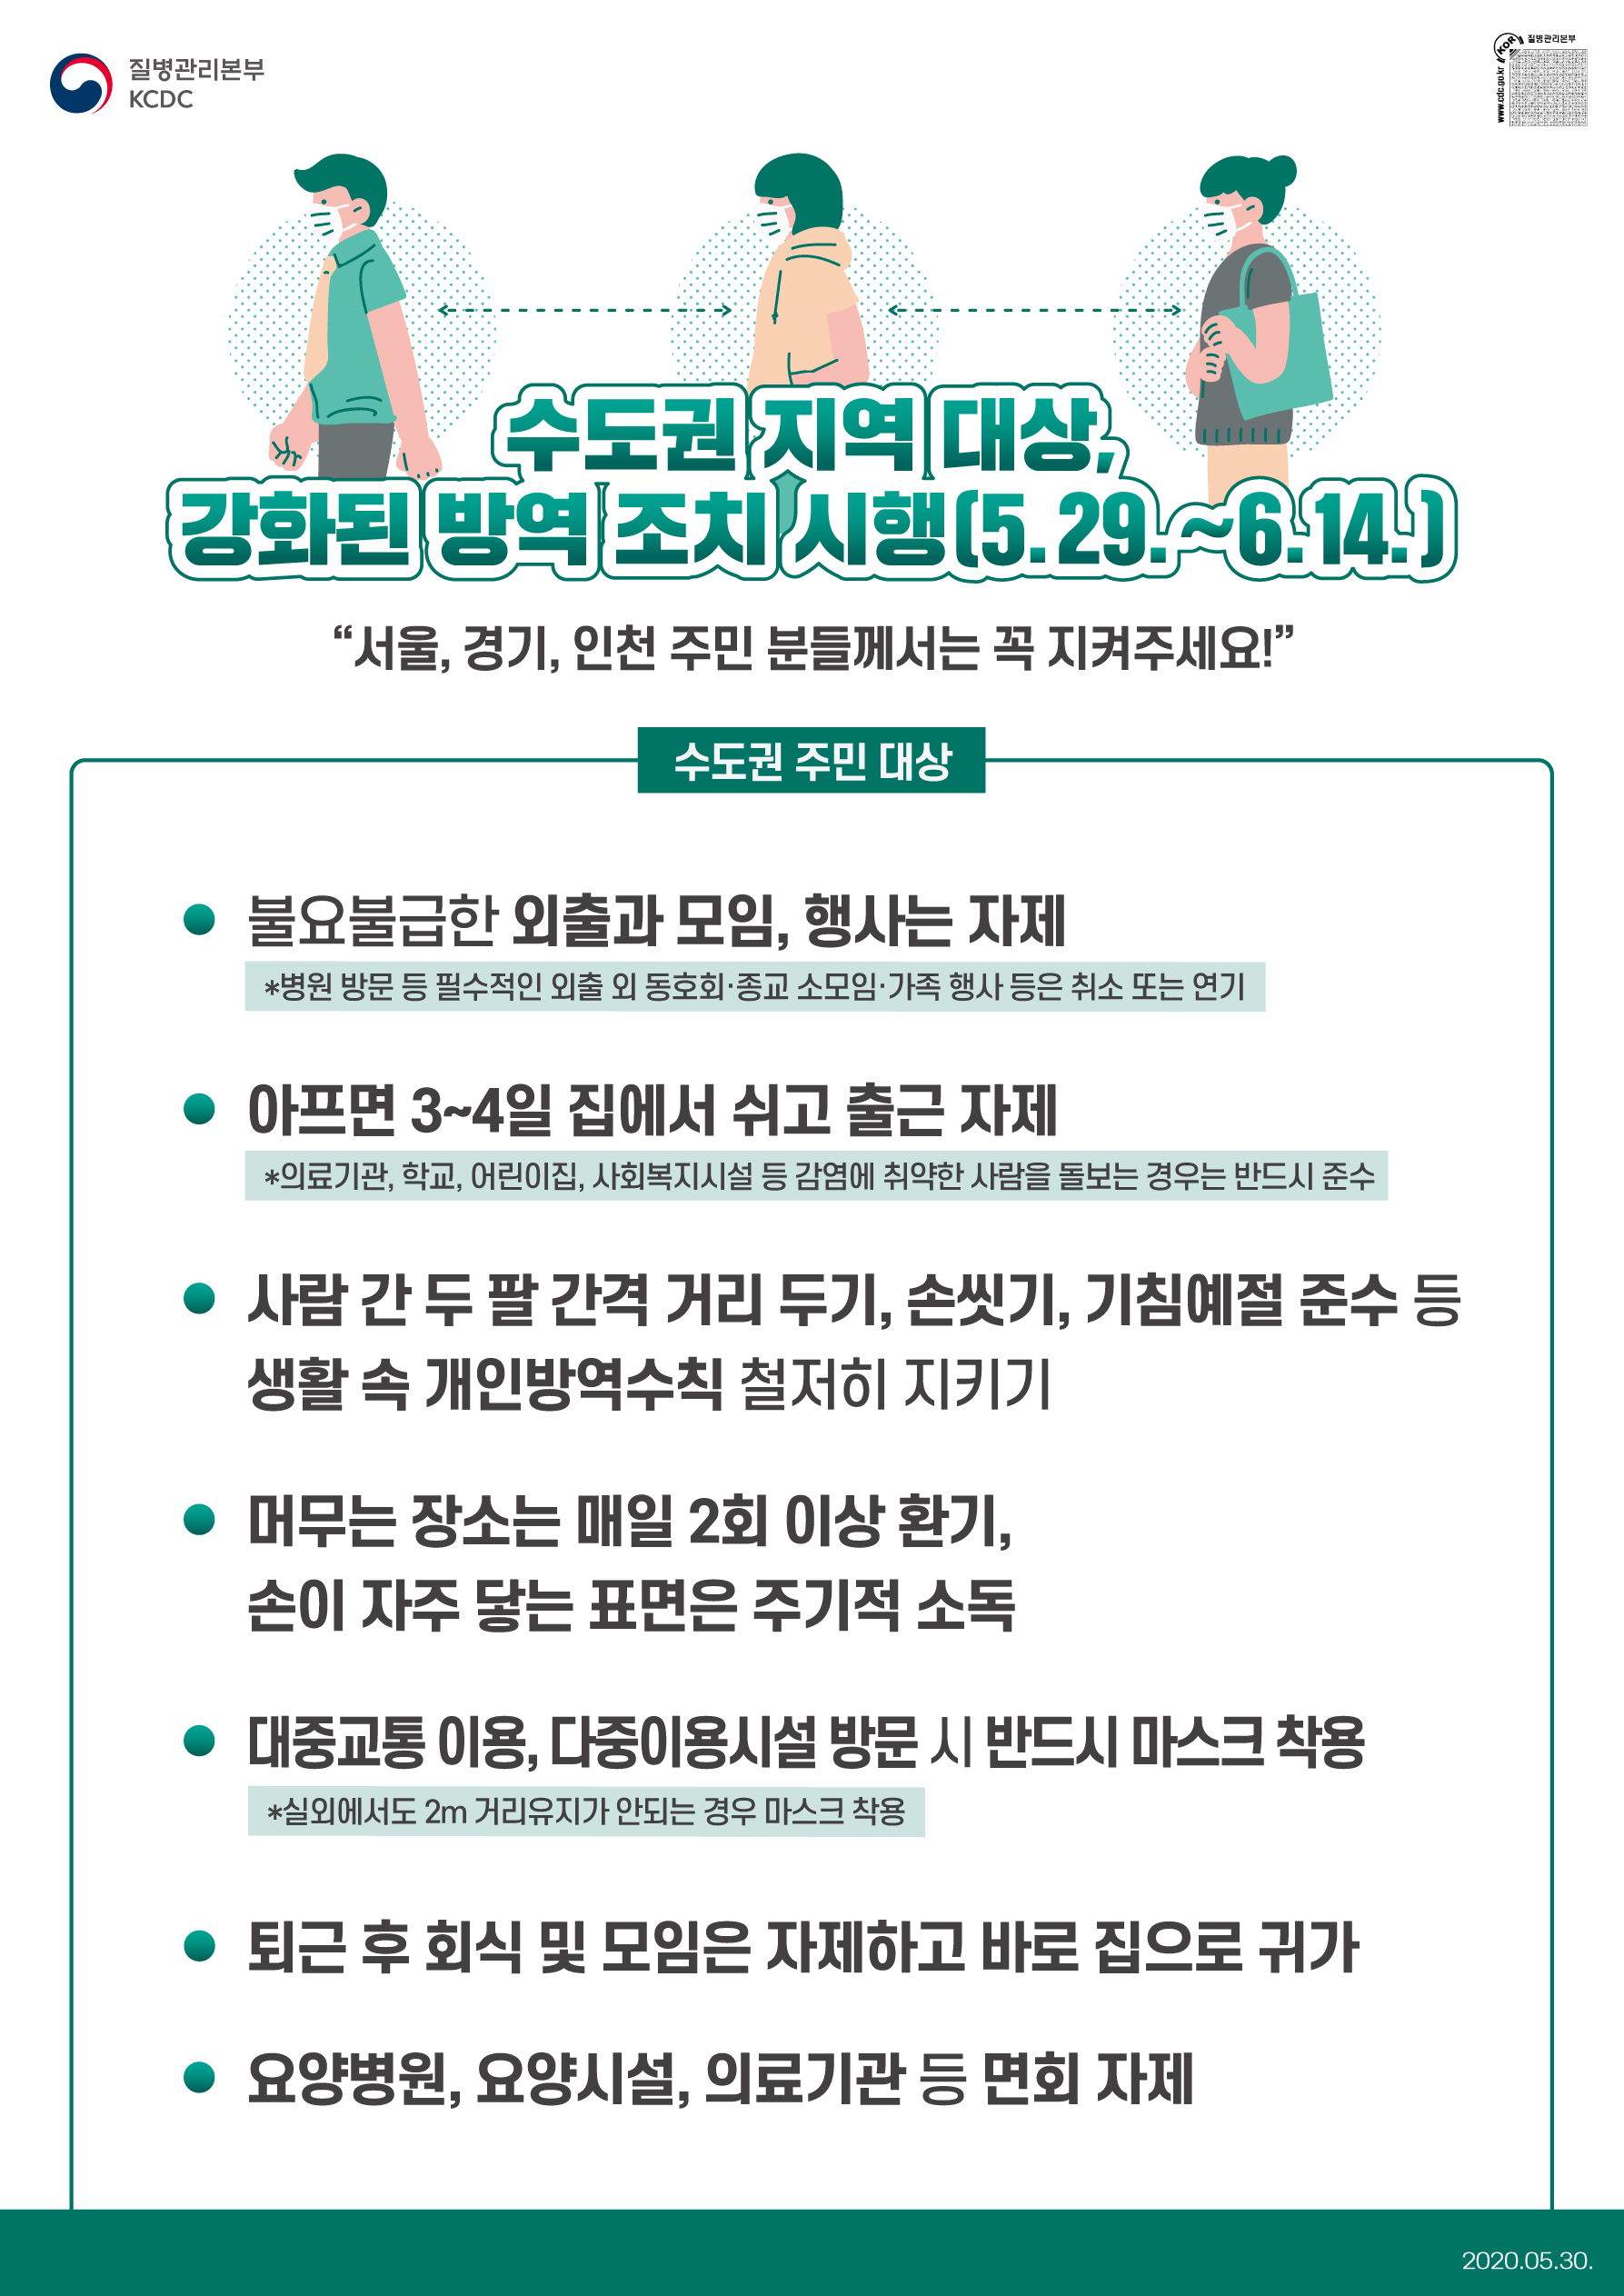 질병관리본부
KCDC
KOR
질병관리본부
www.cdc.go.kr
수도권 지역 대상,
강화된 방역 조치 시행(5. 29. ~6. 14. )
“서울, 경기, 인천 주민 분들께서는 꼭 지켜주세요!”
수도권 주민 대상
불요불급한 외출과 모임, 행사는 자제
*병원 방문 등 필수적인 외출 외 동호회·종교 소모임·가족 행사 등은 취소 또는 연기
아프면 3~4일 집에서 쉬고 출근 자제
*의료기관, 학교, 어린이집, 사회복지시설 등 감염에 취약한 사람을 돌보는 경우는 반드시 준수
사람 간 두 팔 간격 거리 두기, 손씻기, 기침예절 준수 등
생활 속 개인방역수칙 철저히 지키기
머무는 장소는 매일 2회 이상 환기,
손이 자주 닿는 표면은 주기적 소독
대중교통 이용, 다중이용시설 방문 시 반드시 마스크 착용
*실외에서도 2m 거리유지가 안되는 경우 마스크 착용
퇴근 후 회식 및 모임은 자제하고 바로 집으로 귀가
요양병원, 요양시설, 의료기관 등 면회 자제
2020.05.30.